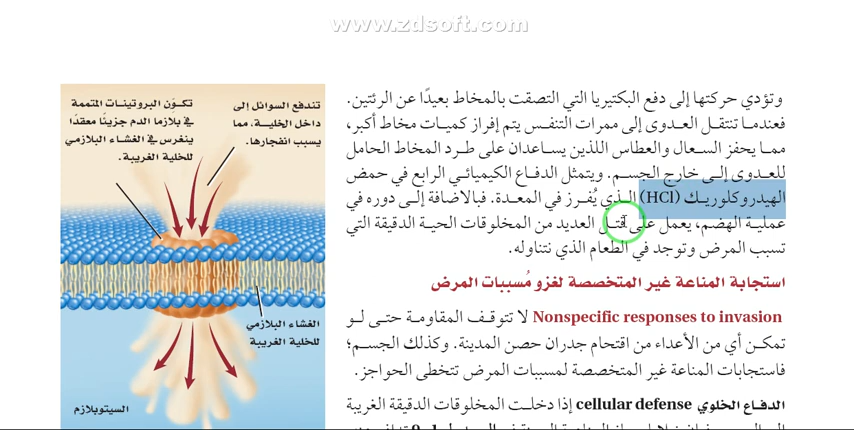 www.zdsoft.com
وتؤدي حركتها إلى دفع البكتيريا التي التصقت بالمخاط بعيدًا عن الرئتين.
فعندما تنتقل العدوى إلى ممرات التنفس يتم إفراز كميات مخاط أكبر،
مما يحفز السعال والعطاس اللذين يساعدان على طرد المخاط الحامل
للعدوى إلى خارج الجسم. ويتمثل الدفاع الكيميائي الرابع في حمض
الهيدروكلوريك (HCl) الذي يُفرز في المعدة. فبالاضافة إلى دوره في
عملية الهضم، يعمل على قتل العديد من المخلوقات الحية الدقيقة التي
تسبب المرض وتوجد في الطعام الذي نتناوله.
استجابة المناعة غير المتخصصة لغزو مُسببات المرض
Nonspecific responses to invasion لا تتوقف المقاومة حتى لو
تمكن أي من الأعداء من اقتحام جدران حصن المدينة. وكذلك الجسم؛
فاستجابات المناعة غير المتخصصة لمسببات المرض تتخطى الحواجز.
الدفاع الخلوي cellular defense إذا دخلت المخلوقات الدقيقة الغريبة
تندفع السوائل إلى
داخل الخلية، مما
يسبب انفجارها.
تكوّن البروتينات المتممة
في بلازما الدم جزيئًا معقدًا
ينغرس في الغشاء البلازمي
للخلية الغريبة.
الغشاء البلازمي
للخلية الغريبة
السيتوبلازم